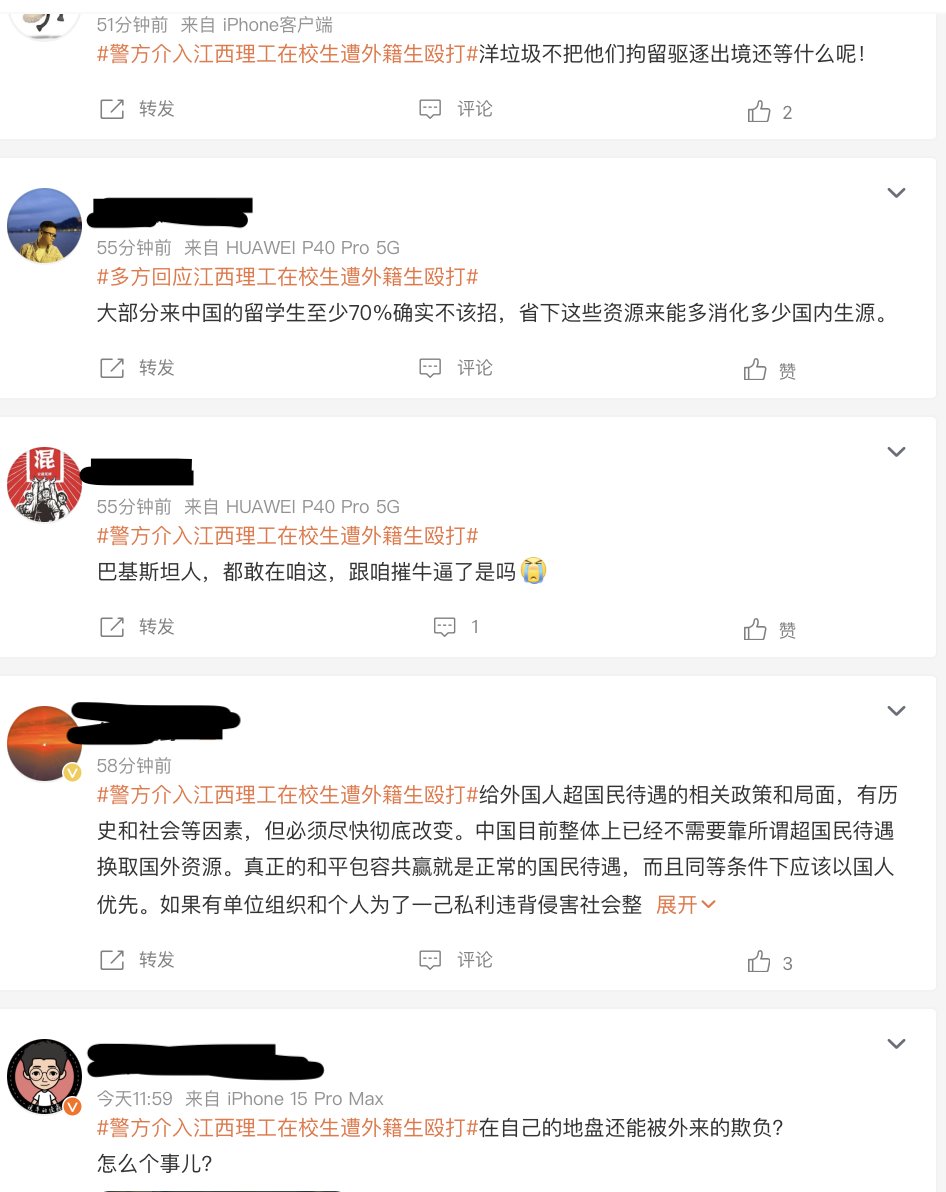 51分钟前 来自 iPhone客户端
#警方介入江西理工在校生遭外籍生殴打#洋垃圾不把他们拘留驱逐出境还等什么呢！
转发 评论 2
55分钟前 来自 HUAWEI P40 Pro 5G
#多方回应江西理工在校生遭外籍生殴打#
大部分来中国的留学生至少70%确实不该招，省下这些资源来能多消化多少国内生源。
转发 评论 赞
混
55分钟前 来自 HUAWEI P40 Pro 5G
#警方介入江西理工在校生遭外籍生殴打#
巴基斯坦人，都敢在咱这，跟咱摧牛逼了是吗😭
转发 1 赞
58分钟前
#警方介入江西理工在校生遭外籍生殴打#给外国人超国民待遇的相关政策和局面，有历
史和社会等因素，但必须尽快彻底改变。中国目前整体上已经不需要靠所谓超国民待遇
换取国外资源。真正的和平包容共赢就是正常的国民待遇，而且同等条件下应该以国人
优先。如果有单位组织和个人为了一己私利违背侵害社会整 展开
转发 评论 3
今天11:59 来自 iPhone 15 Pro Max
#警方介入江西理工在校生遭外籍生殴打#在自己的地盘还能被外来的欺负？
怎么个事儿？